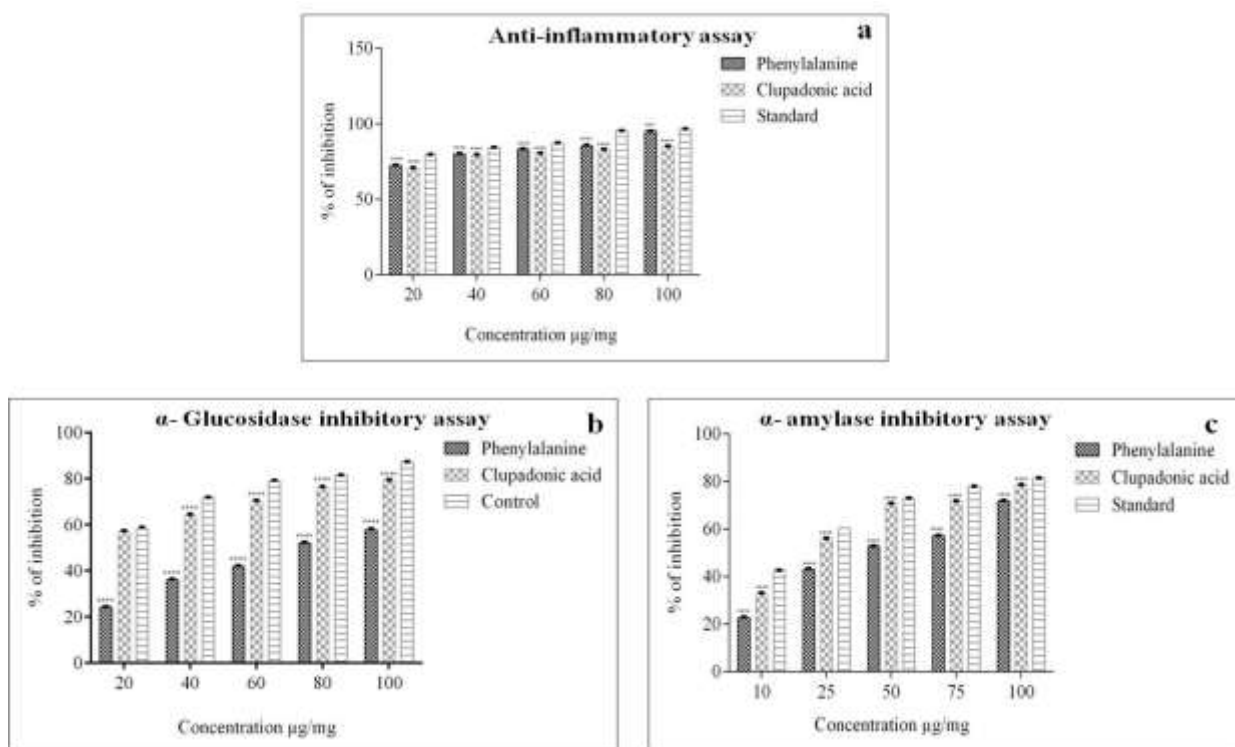 Anti-inflammatory assay
a
150
100
50
0
% of inhibition
20 40 60 80 100
Concentration µg/mg
Phenylalanine
Clupadonic acid
Standard
α- Glucosidase inhibitory assay
b
100
80
60
40
20
0
% of inhibition
20 40 60 80 100
Concentration µg/mg
Phenylalanine
Clupadonic acid
Control
α- amylase inhibitory assay
c
100
80
60
40
20
0
% of inhibition
10 25 50 75 100
Concentration µg/mg
Phenylalanine
Clupadonic acid
Standard